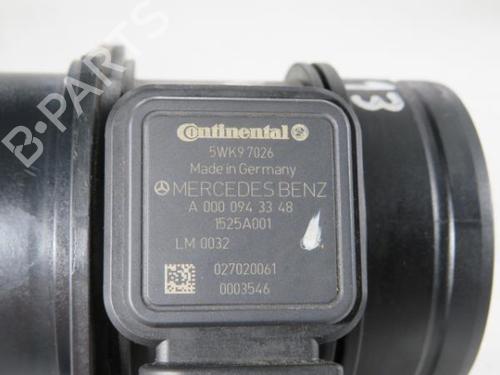 B-PARTS
Continental
5WK9 7026
Made in Germany
MERCEDES BENZ
A 000 094 33 48
1525A001
LM 0032
027020061
0003546